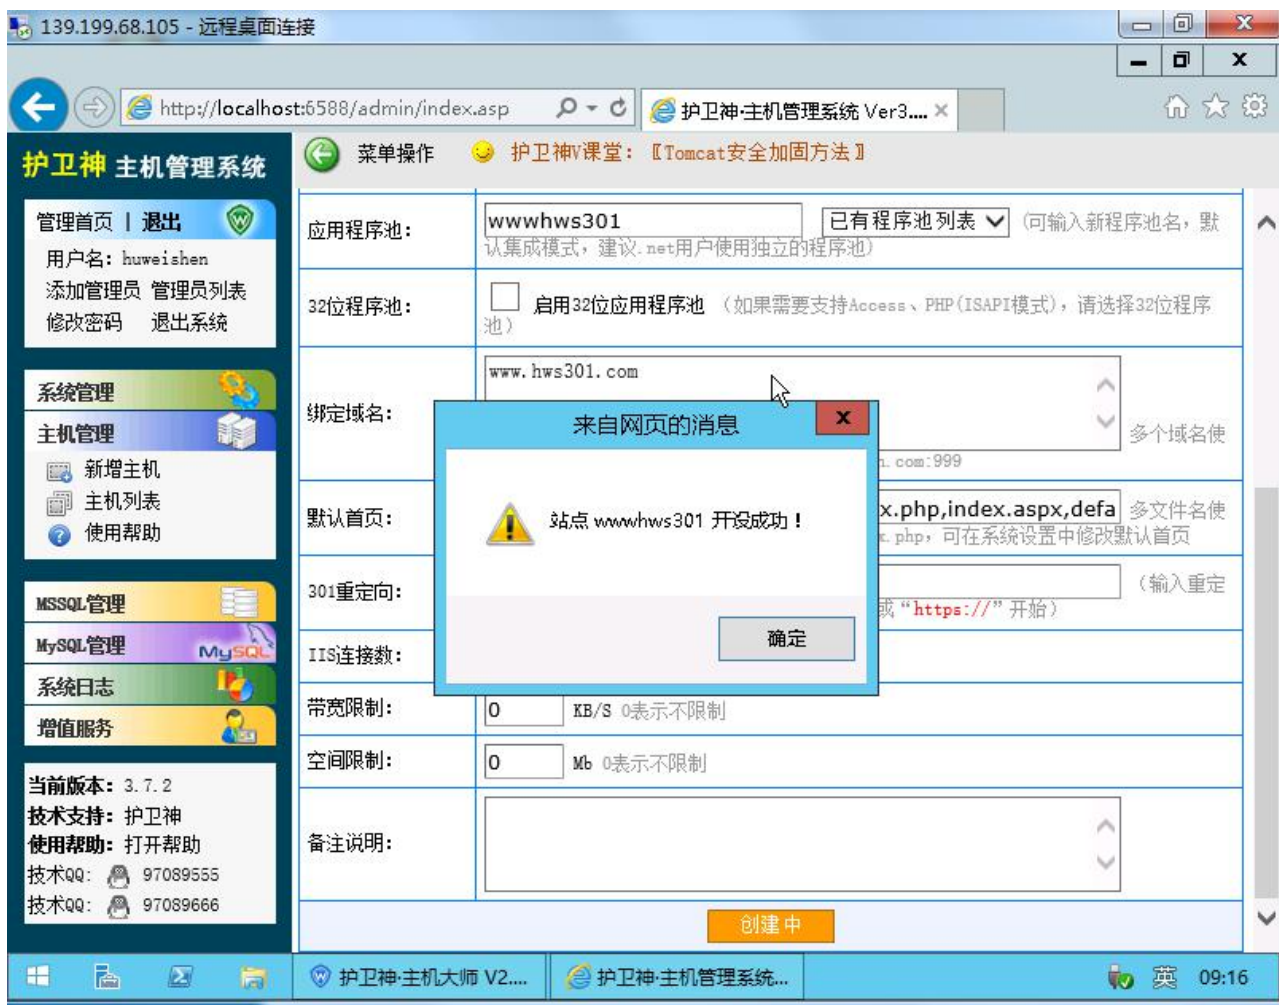 139.199.68.105 - 远程桌面连接
http://localhost:6588/admin/index.asp
护卫神·主机管理系统 Ver3....
护卫神 主机管理系统
菜单操作
护卫神V课堂:〖Tomcat安全加固方法〗
管理首页 | 退出
用户名: huweishen
添加管理员 管理员列表
修改密码 退出系统
系统管理
主机管理
新增主机
主机列表
使用帮助
MSSQL管理
MySQL管理
MySQL
系统日志
增值服务
当前版本: 3.7.2
技术支持: 护卫神
使用帮助: 打开帮助
技术QQ: 97089555
技术QQ: 97089666
应用程序池:
wwwhws301
已有程序池列表
(可输入新程序池名, 默
认集成模式, 建议.net用户使用独立的程序池)
32位程序池:
启用32位应用程序池 (如果需要支持Access、PHP(ISAPI模式), 请选择32位程序
池)
绑定域名:
www.hws301.com
多个域名使
.com:999
默认首页:
x.php,index.aspx,defa
多文件名使
.php, 可在系统设置中修改默认首页
301重定向:
(输入重定
或“https://”开始)
IIS连接数:
带宽限制:
0 KB/S 0表示不限制
空间限制:
0 Mb 0表示不限制
备注说明:
创建中
来自网页的消息
站点 wwwhws301 开设成功!
确定
护卫神·主机大师 V2....
护卫神·主机管理系统...
英
09:16